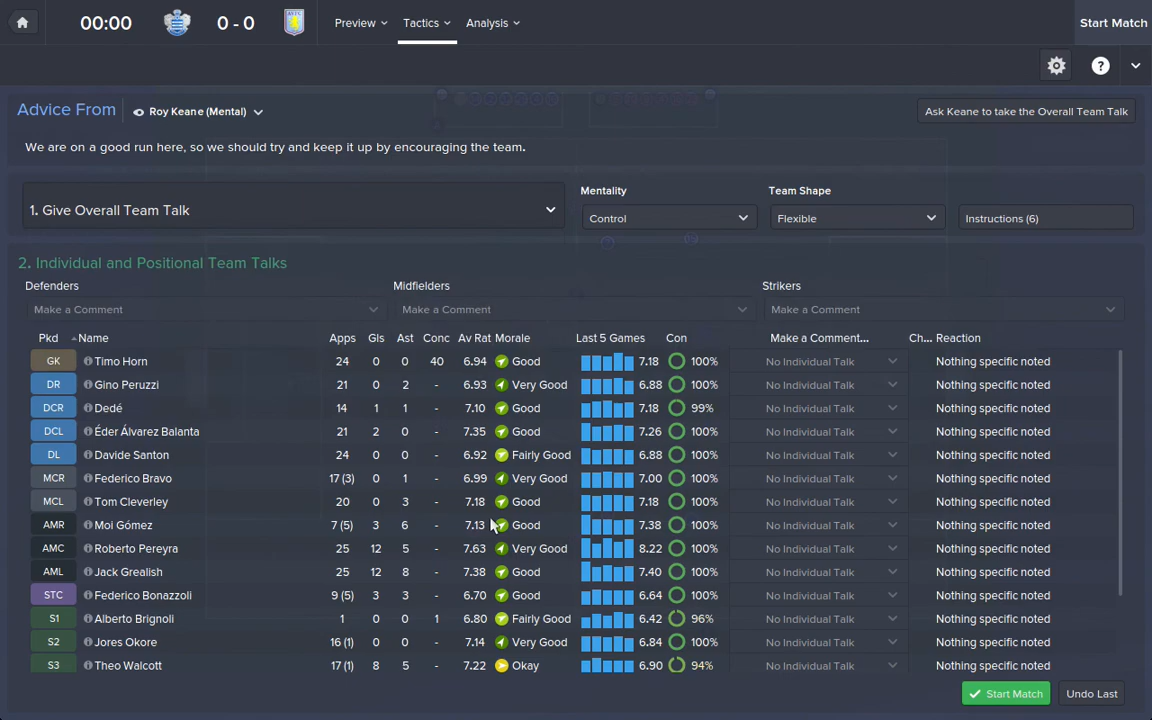 00:00 0 - 0 Preview Tactics Analysis Start Match
Advice From Roy Keane (Mental) Ask Keane to take the Overall Team Talk
We are on a good run here, so we should try and keep it up by encouraging the team.
1. Give Overall Team Talk
Mentality Team Shape
Control Flexible Instructions (6)
2. Individual and Positional Team Talks
Defenders Midfielders Strikers
Make a Comment Make a Comment Make a Comment
Pkd Name Apps Gls Ast Conc Av Rat Morale Last 5 Games Con Make a Comment... Ch... Reaction
GK Timo Horn 24 0 0 40 6.94 Good 7.18 100% No Individual Talk Nothing specific noted
DR Gino Peruzzi 21 0 2 - 6.93 Very Good 6.88 100% No Individual Talk Nothing specific noted
DCR Dedé 14 1 1 - 7.10 Good 7.18 99% No Individual Talk Nothing specific noted
DCL Éder Álvarez Balanta 21 2 0 - 7.35 Good 7.26 100% No Individual Talk Nothing specific noted
DL Davide Santon 24 0 0 - 6.92 Fairly Good 6.88 100% No Individual Talk Nothing specific noted
MCR Federico Bravo 17 (3) 0 1 - 6.99 Very Good 7.00 100% No Individual Talk Nothing specific noted
MCL Tom Cleverley 20 0 3 - 7.18 Good 7.18 100% No Individual Talk Nothing specific noted
AMR Moi Gómez 7 (5) 3 6 - 7.13 Good 7.38 100% No Individual Talk Nothing specific noted
AMC Roberto Pereyra 25 12 5 - 7.63 Very Good 8.22 100% No Individual Talk Nothing specific noted
AML Jack Grealish 25 12 8 - 7.38 Good 7.40 100% No Individual Talk Nothing specific noted
STC Federico Bonazzoli 9 (5) 3 3 - 6.70 Good 6.64 100% No Individual Talk Nothing specific noted
S1 Alberto Brignoli 1 0 0 1 6.80 Fairly Good 6.42 96% No Individual Talk Nothing specific noted
S2 Jores Okore 16 (1) 0 0 - 7.14 Very Good 6.84 100% No Individual Talk Nothing specific noted
S3 Theo Walcott 17 (1) 8 5 - 7.22 Okay 6.90 94% No Individual Talk Nothing specific noted
Start Match Undo Last